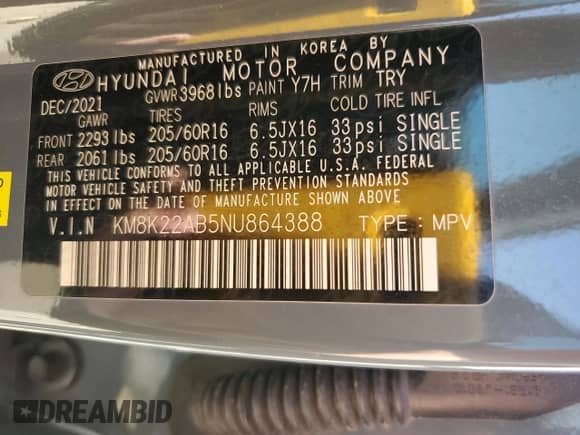 MANUFACTURED IN KOREA BY
HYUNDAI MOTOR COMPANY
DEC/2021 GVWR 3968lbs PAINT Y7H TRIM TRY
GAWR TIRES RIMS COLD TIRE INFL
FRONT 2293lbs 205/60R16 6.5JX16 33psi SINGLE
REAR 2061lbs 205/60R16 6.5JX16 33psi SINGLE
THIS VEHICLE CONFORMS TO ALL APPLICABLE U.S.A. FEDERAL
MOTOR VEHICLE SAFETY, BUMPER, AND THEFT PREVENTION
STANDARDS IN EFFECT ON THE DATE OF MANUFACTURE SHOWN ABOVE.
V.I.N KM8K22AB5NU864388 TYPE : MPV
DREAMBID